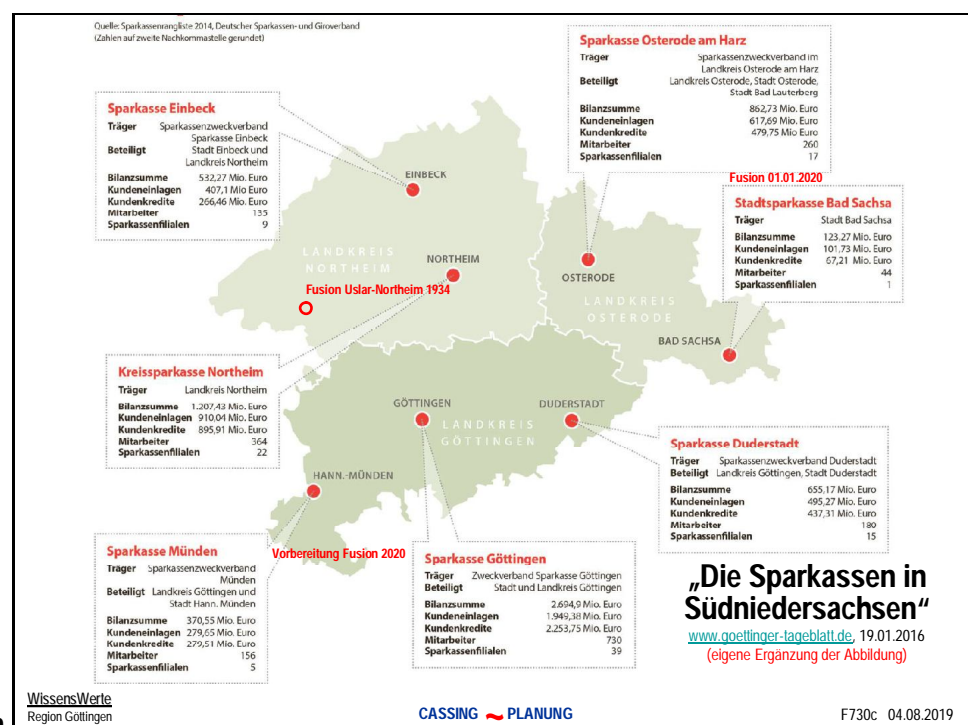 Quelle: Sparkassenrangliste 2014, Deutscher Sparkassen- und Giroverband
(Zahlen auf zweite Nachkommastelle gerundet)
Sparkasse Osterode am Harz
Träger Sparkassenzweckverband im
Landkreis Osterode am Harz
Beteiligt Landkreis Osterode, Stadt Osterode,
Stadt Bad Lauterberg
Bilanzsumme 862,73 Mio. Euro
Kundeneinlagen 617,69 Mio. Euro
Kundenkredite 479,75 Mio. Euro
Mitarbeiter 260
Sparkassenfilialen 17
Fusion 01.01.2020
Sparkasse Einbeck
Träger Sparkassenzweckverband
Sparkasse Einbeck
Beteiligt Stadt Einbeck und
Landkreis Northeim
Bilanzsumme 532,27 Mio. Euro
Kundeneinlagen 407,1 Mio Euro
Kundenkredite 266,46 Mio. Euro
Mitarbeiter 135
Sparkassenfilialen 9
Stadtsparkasse Bad Sachsa
Träger Stadt Bad Sachsa
Bilanzsumme 123,27 Mio. Euro
Kundeneinlagen 101,73 Mio. Euro
Kundenkredite 67,21 Mio. Euro
Mitarbeiter 44
Sparkassenfilialen 1
EINBECK
LANDKREIS
NORTHEIM
NORTHEIM
Fusion Uslar-Northeim 1934
OSTERODE
LANDKREIS
OSTERODE
BAD SACHSA
Kreissparkasse Northeim
Träger Landkreis Northeim
Bilanzsumme 1.207,43 Mio. Euro
Kundeneinlagen 910,04 Mio. Euro
Kundenkredite 895,91 Mio. Euro
Mitarbeiter 364
Sparkassenfilialen 22
GÖTTINGEN
DUDERSTADT
LANDKREIS
GÖTTINGEN
HANN.-MÜNDEN
Sparkasse Duderstadt
Träger Sparkassenzweckverband Duderstadt
Beteiligt Landkreis Göttingen, Stadt Duderstadt
Bilanzsumme 655,17 Mio. Euro
Kundeneinlagen 495,27 Mio. Euro
Kundenkredite 437,31 Mio. Euro
Mitarbeiter 180
Sparkassenfilialen 15
Sparkasse Münden
Träger Sparkassenzweckverband
Münden
Beteiligt Landkreis Göttingen und
Stadt Hann. Münden
Bilanzsumme 370,55 Mio. Euro
Kundeneinlagen 279,65 Mio. Euro
Kundenkredite 279,51 Mio. Euro
Mitarbeiter 156
Sparkassenfilialen 5
Vorbereitung Fusion 2020
Sparkasse Göttingen
Träger Zweckverband Sparkasse Göttingen
Beteiligt Stadt und Landkreis Göttingen
Bilanzsumme 2.694,9 Mio. Euro
Kundeneinlagen 1.949,38 Mio. Euro
Kundenkredite 2.253,75 Mio. Euro
Mitarbeiter 730
Sparkassenfilialen 39
„Die Sparkassen in
Südniedersachsen“
www.goettinger-tageblatt.de, 19.01.2016
(eigene Ergänzung der Abbildung)
WissensWerte
Region Göttingen
CASSING ~ PLANUNG
F730c 04.08.2019